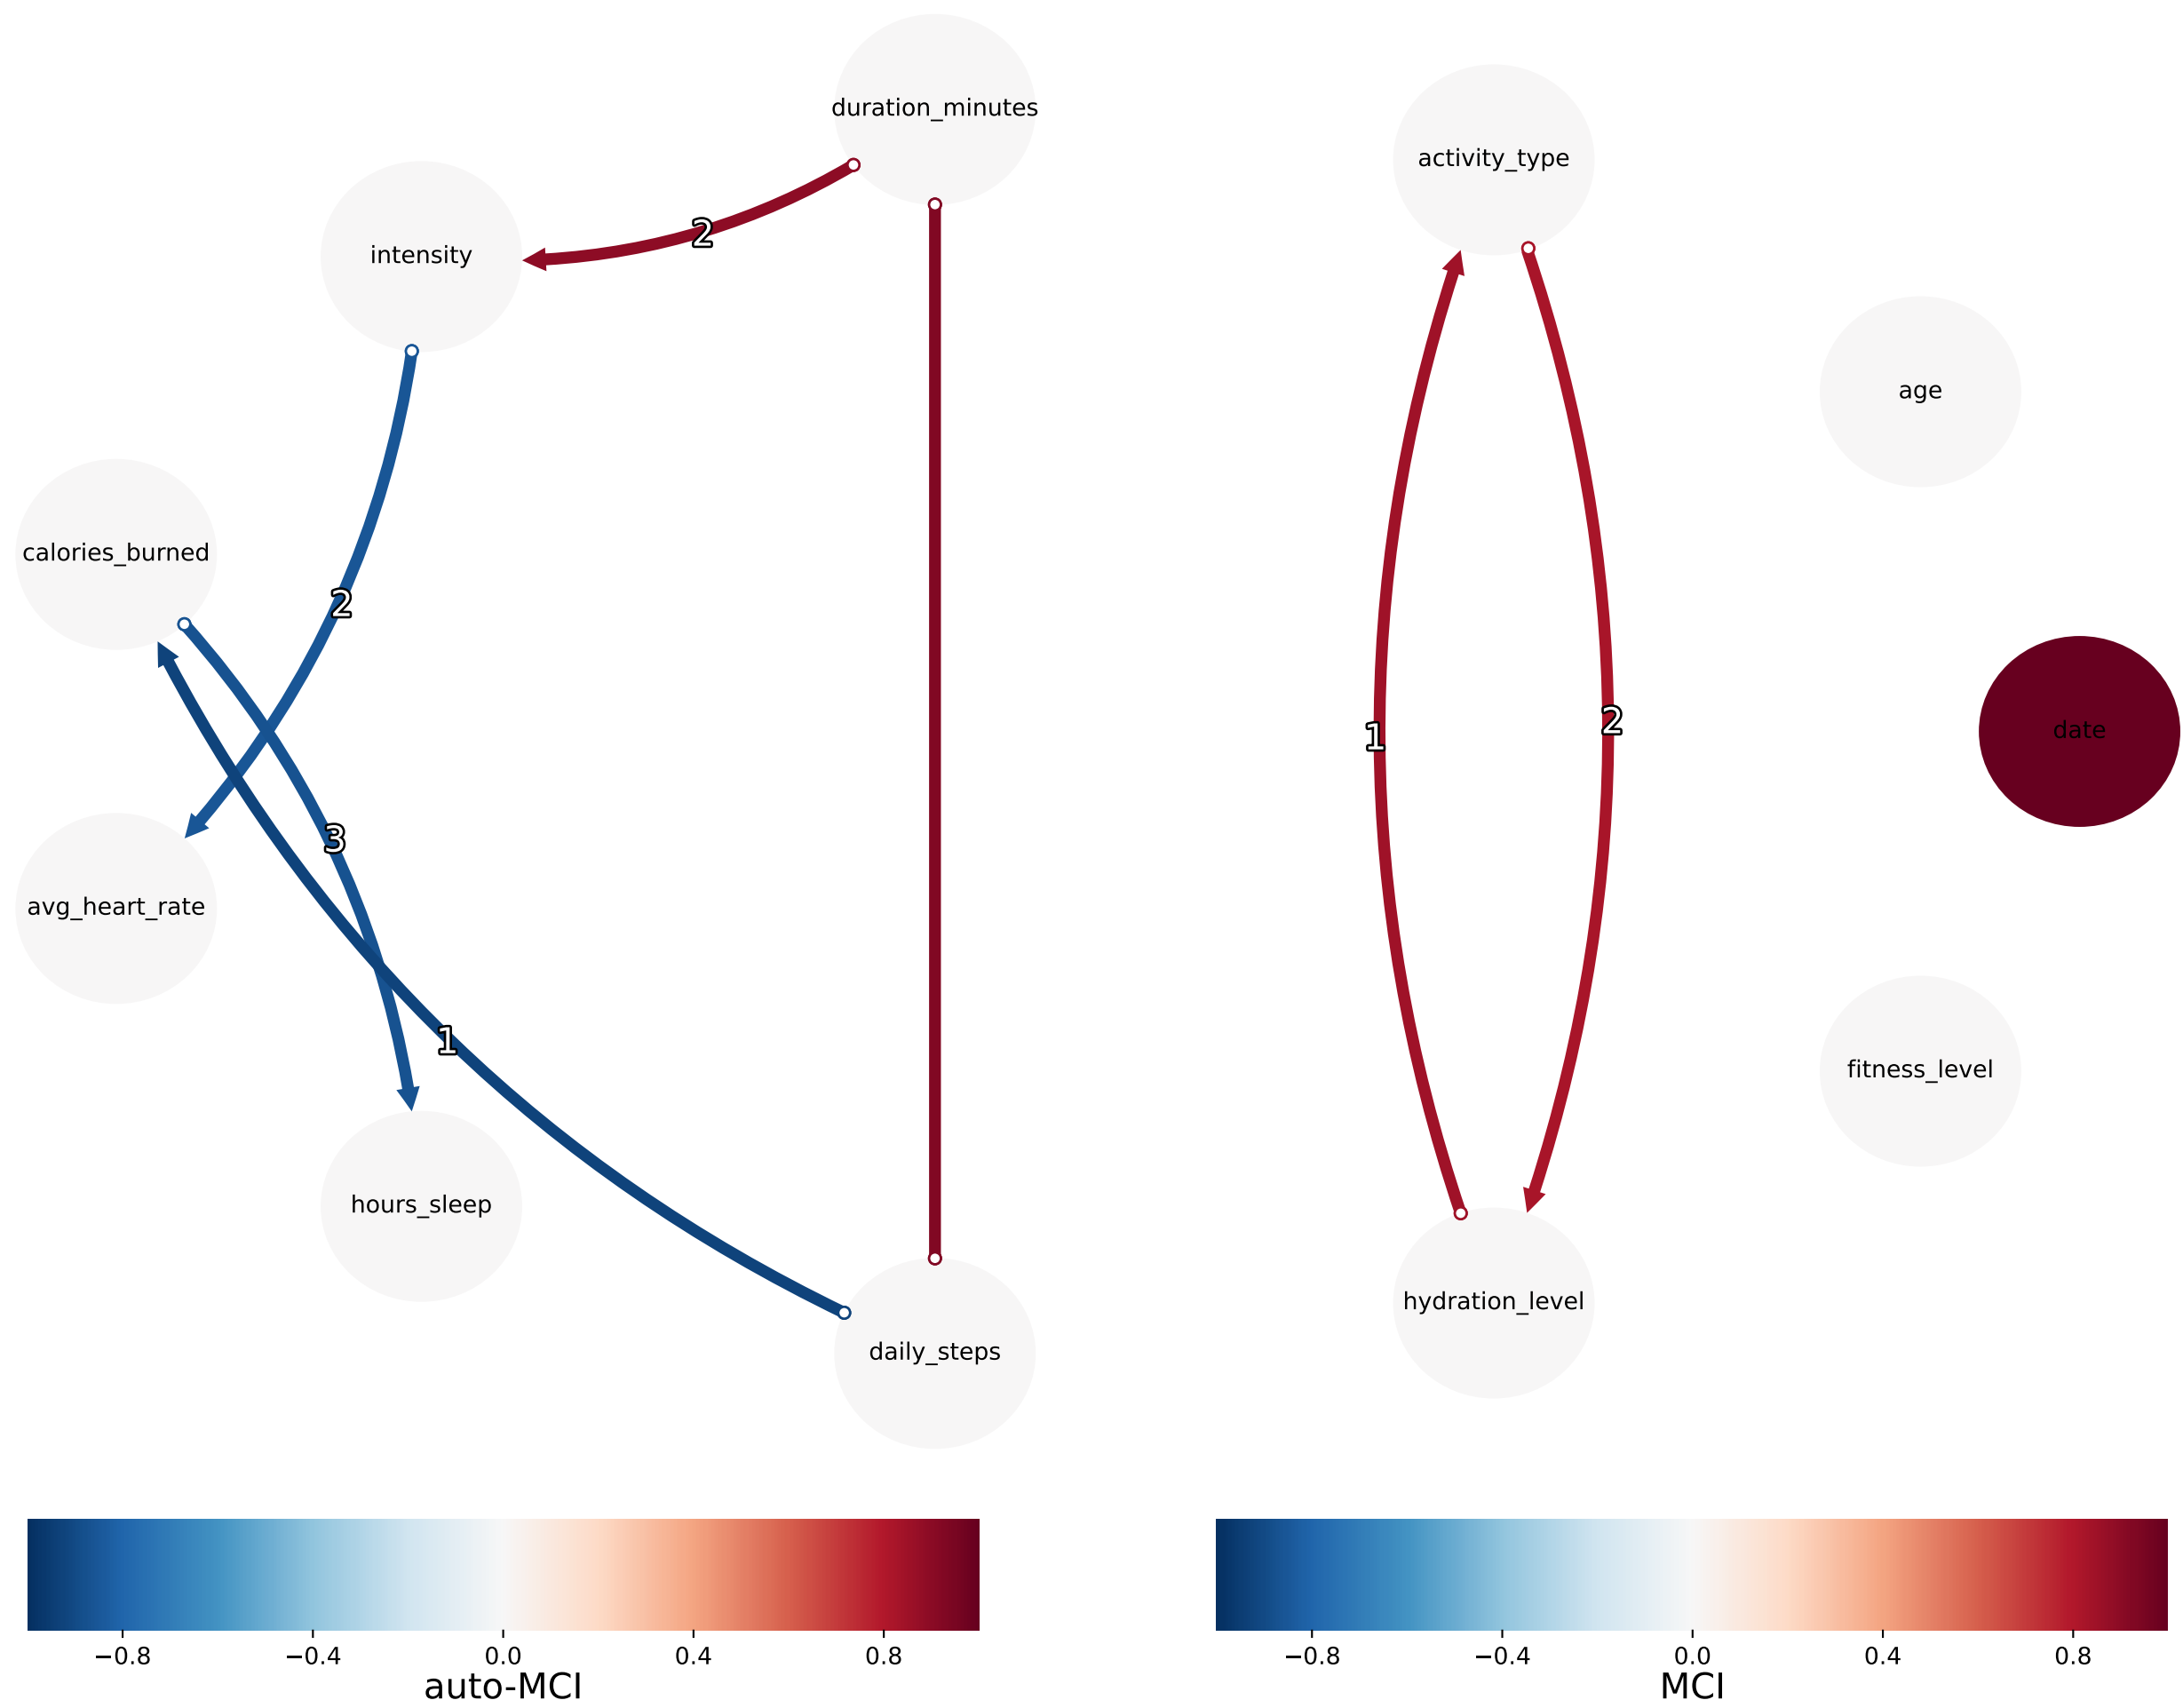 duration_minutes
activity_type
intensity
2
age
calories_burned
2
date
1
2
3
avg_heart_rate
1
fitness_level
hours_sleep
hydration_level
daily_steps
−0.8 −0.4 0.0 0.4 0.8
auto-MCI
−0.8 −0.4 0.0 0.4 0.8
MCI